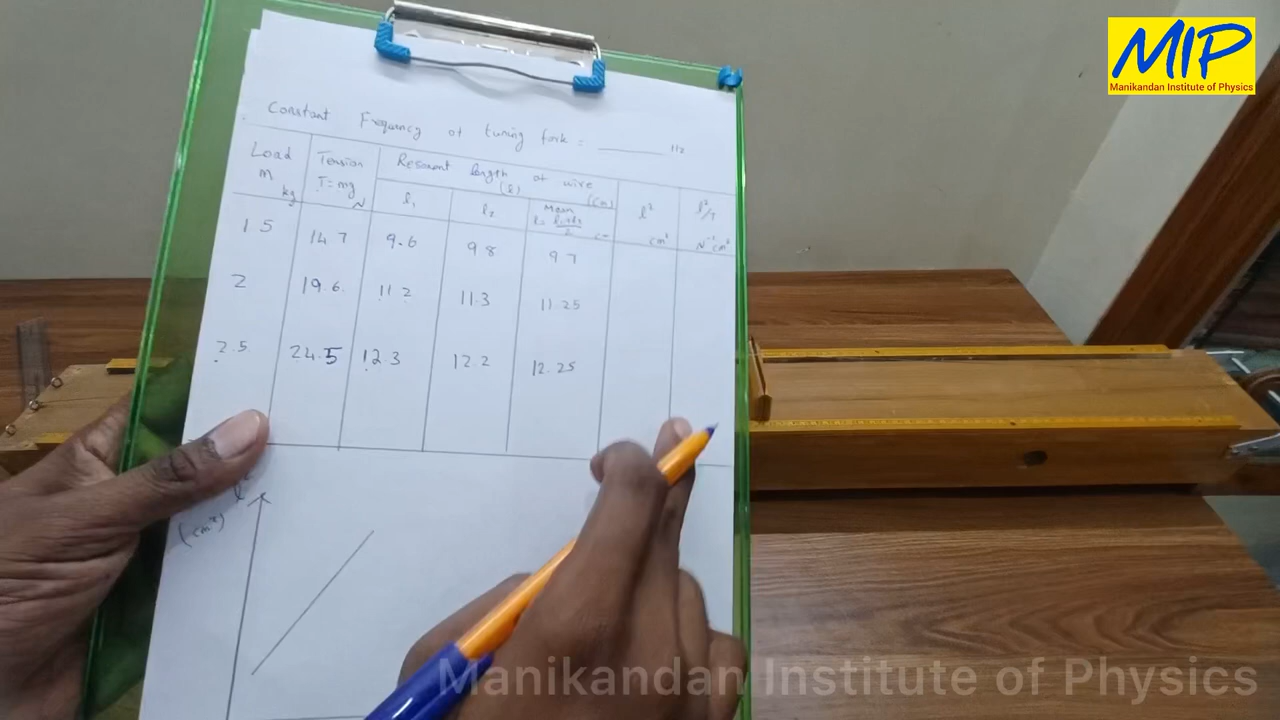 MIP
Manikandan Institute of Physics
Constant Frequency of tuning fork = ______ Hz
Load m kg | Tension T=mg N | Resonant length of wire (l) (cm) | l² cm² | l²/T N⁻¹ cm²
l₁ | l₂ | Mean l = l₁+l₂/2 cm
1.5 | 14.7 | 9.6 | 9.8 | 9.7
2 | 19.6 | 11.2 | 11.3 | 11.25
2.5 | 24.5 | 12.3 | 12.2 | 12.25
l²
(cm²)
Manikandan Institute of Physics